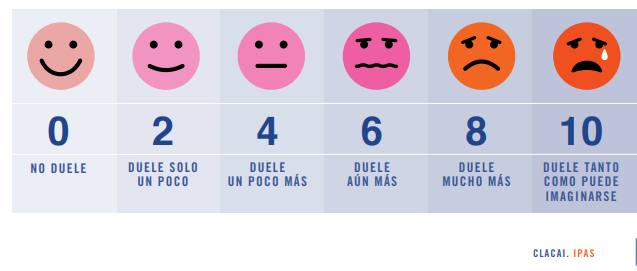 0 2 4 6 8 10
NO DUELE
DUELE SOLO
UN POCO
DUELE
UN POCO MÁS
DUELE
AÚN MÁS
DUELE
MUCHO MÁS
DUELE TANTO
COMO PUEDE
IMAGINARSE
CLACAI. IPAS